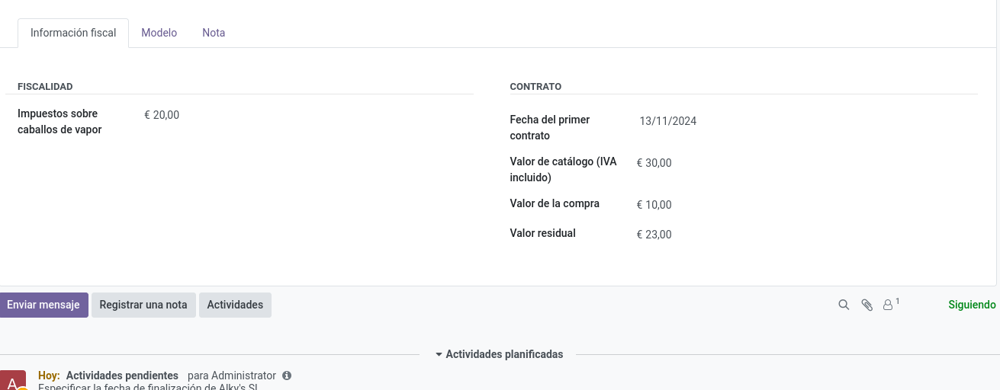 Información fiscal
Modelo
Nota
FISCALIDAD
Impuestos sobre
caballos de vapor
€ 20,00
CONTRATO
Fecha del primer
contrato
13/11/2024
Valor de catálogo (IVA
incluido)
€ 30,00
Valor de la compra
€ 10,00
Valor residual
€ 23,00
Enviar mensaje
Registrar una nota
Actividades
1
Siguiendo
Actividades planificadas
A
Hoy: Actividades pendientes para Administrator
Especificar la fecha de finalización de Alky's SL